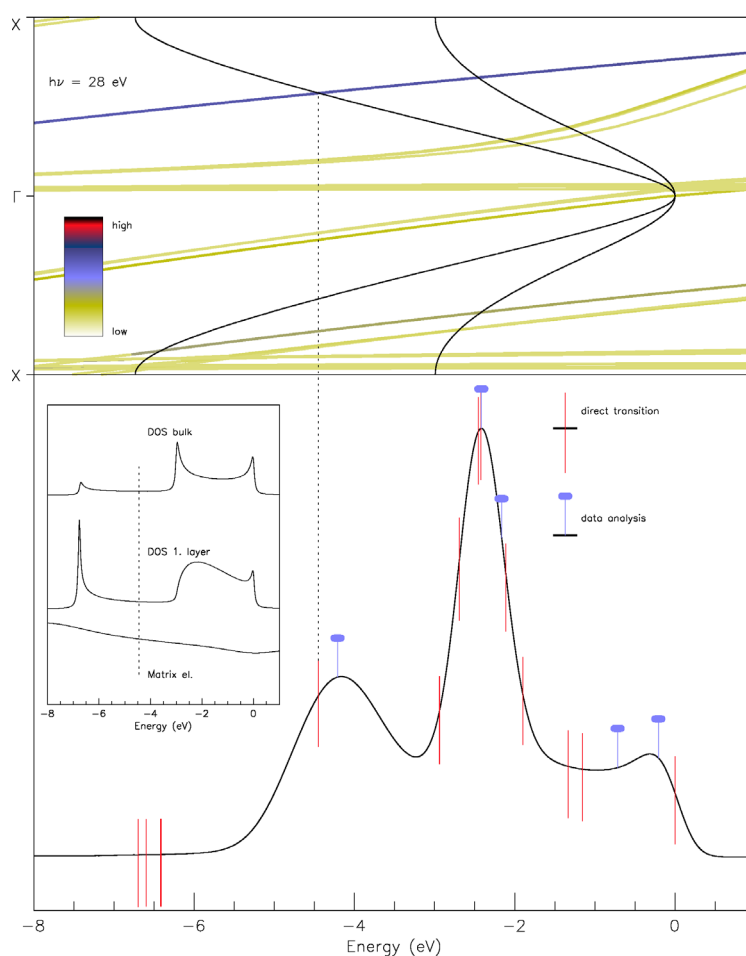 X
hν = 28 eV
Γ
high
low
X
DOS bulk
direct transition
data analysis
DOS 1. layer
Matrix el.
−8 −6 −4 −2 0
Energy (eV)
−8 −6 −4 −2 0
Energy (eV)